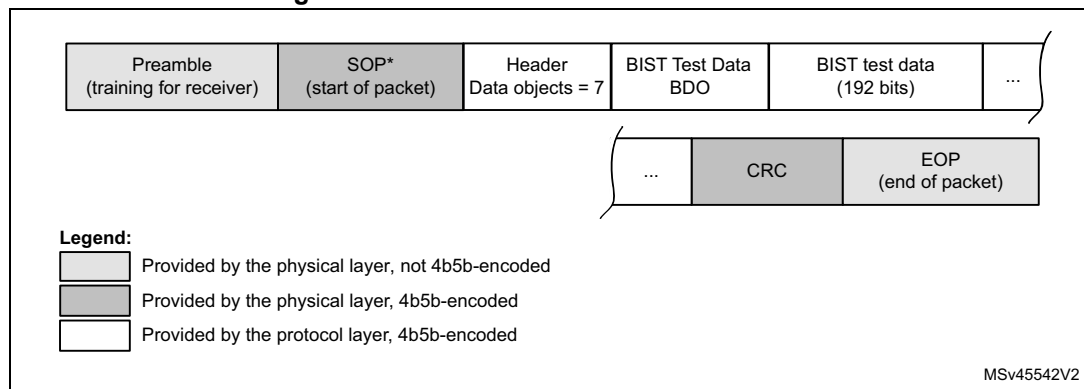 Preamble
(training for receiver)
SOP*
(start of packet)
Header
Data objects = 7
BIST Test Data
BDO
BIST test data
(192 bits)
...
...
CRC
EOP
(end of packet)
Legend:
Provided by the physical layer, not 4b5b-encoded
Provided by the physical layer, 4b5b-encoded
Provided by the protocol layer, 4b5b-encoded
MSv45542V2